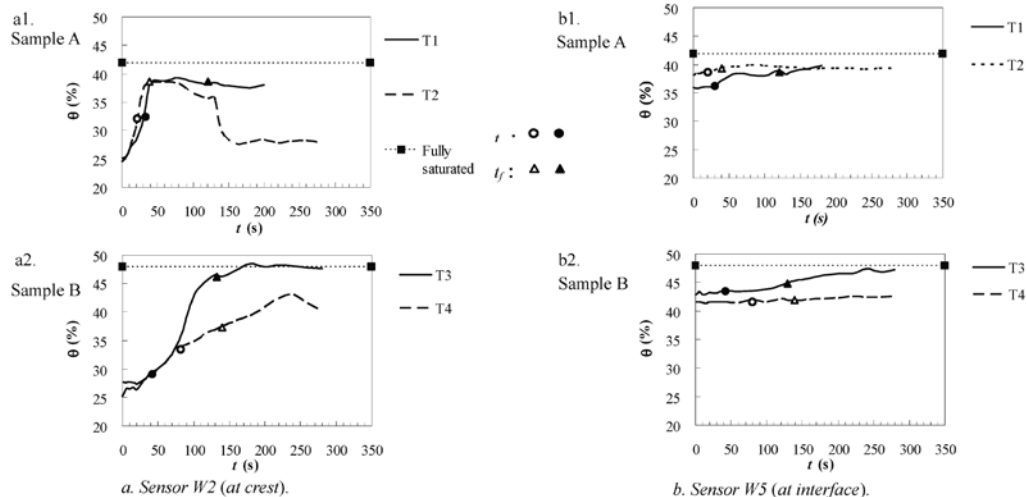 a1.
Sample A
θ (%)
50
45
40
35
30
25
20
0 50 100 150 200 250 300 350
t (s)
T1
T2
Fully saturated
t :
t_f :
b1.
Sample A
θ (%)
50
45
40
35
30
25
20
0 50 100 150 200 250 300 350
t (s)
T1
T2
a2.
Sample B
θ (%)
50
45
40
35
30
25
20
0 50 100 150 200 250 300 350
t (s)
T3
T4
a. Sensor W2 (at crest).
b2.
Sample B
θ (%)
50
45
40
35
30
25
20
0 50 100 150 200 250 300 350
t (s)
T3
T4
b. Sensor W5 (at interface).